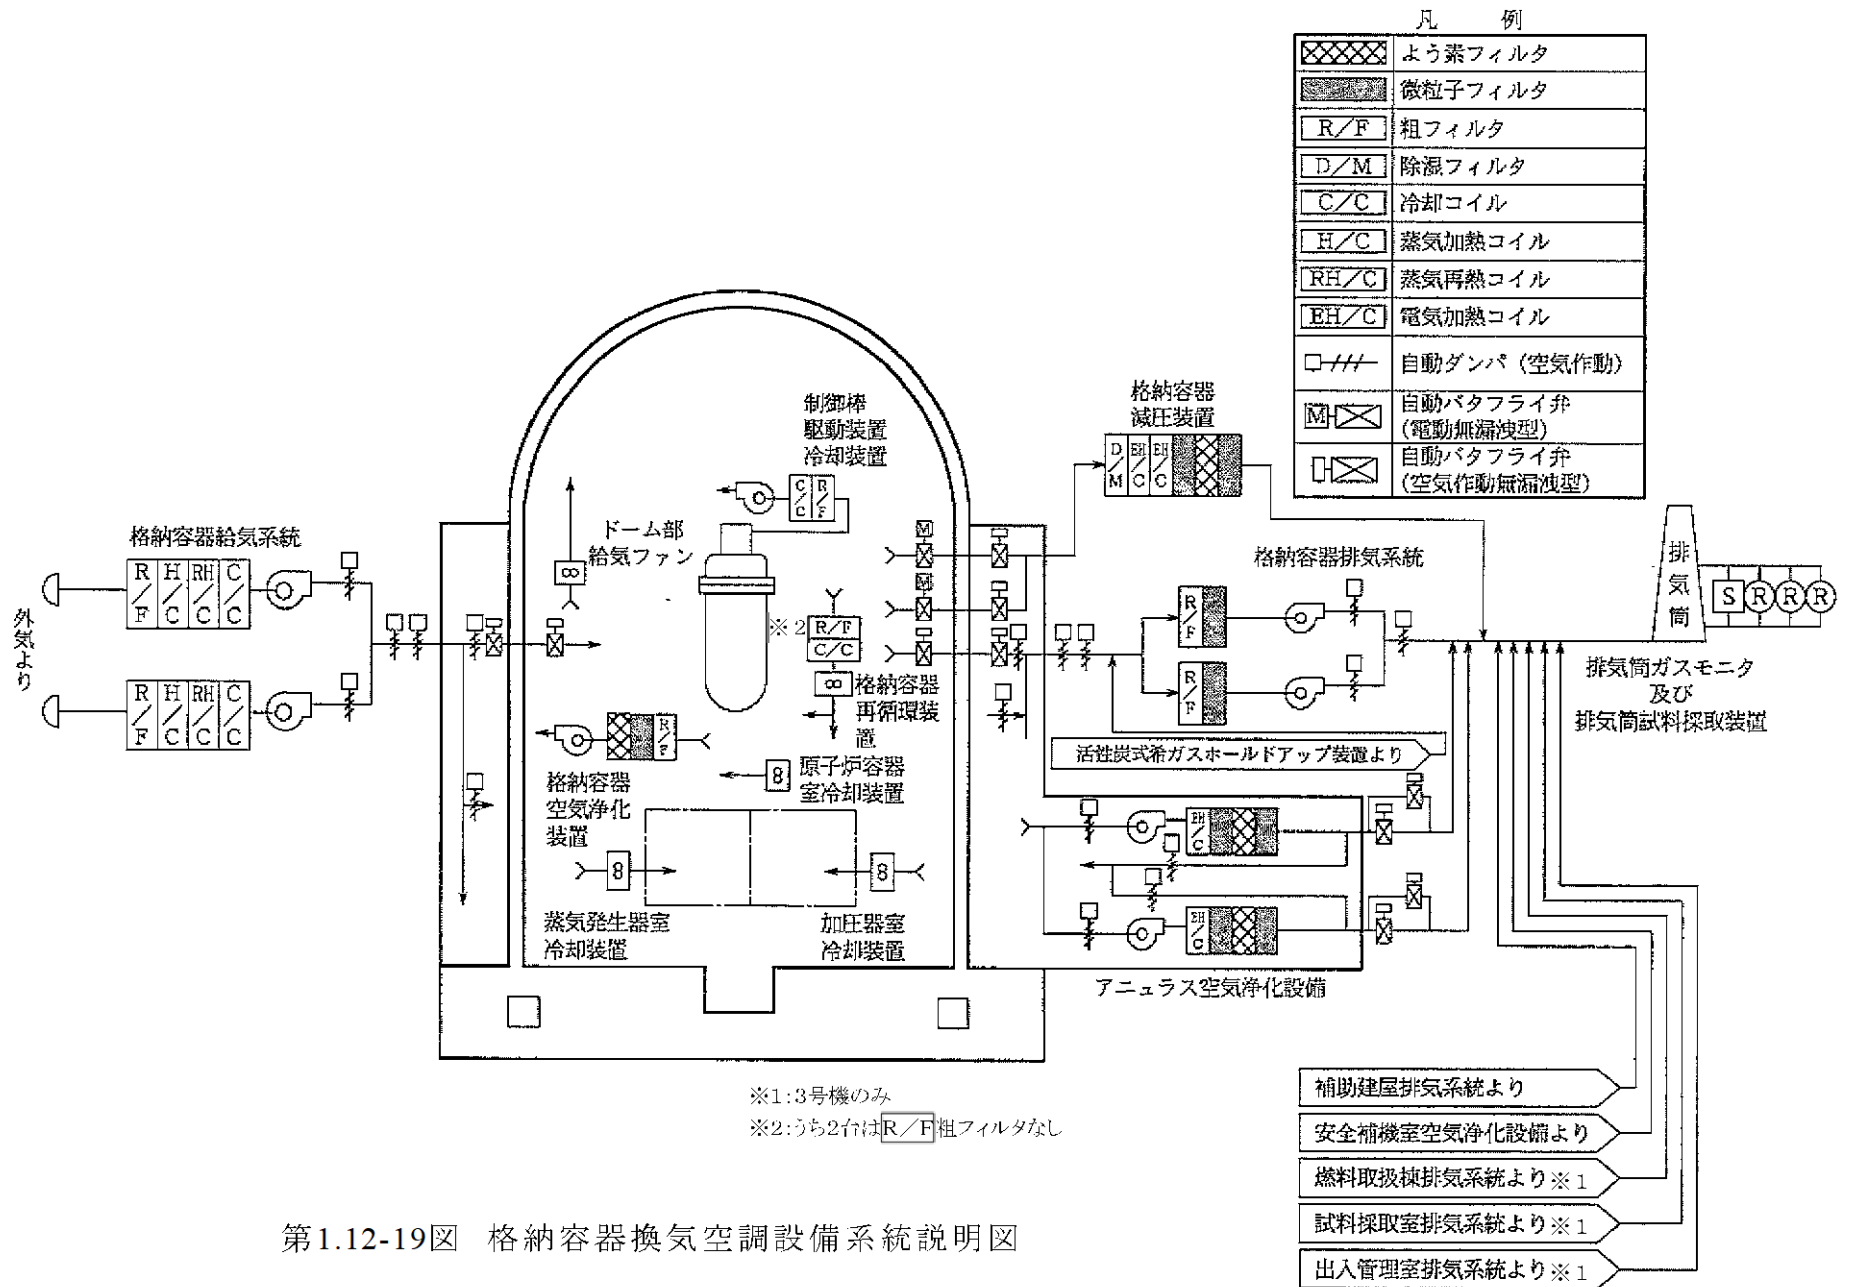 凡 例
よう素フィルタ
微粒子フィルタ
R／F 粗フィルタ
D／M 除湿フィルタ
C／C 冷却コイル
H／C 蒸気加熱コイル
RH／C 蒸気再熱コイル
EH／C 電気加熱コイル
自動ダンパ（空気作動）
M 自動バタフライ弁
(電動無漏洩型)
自動バタフライ弁
(空気作動無漏洩型)
格納容器給気系統
外気より
R／F H／C RH／C C／C
R／F H／C RH／C C／C
制御棒
駆動装置
冷却装置
C／C R／F
ドーム部
給気ファン
8
※2
R／F
C／C
8
格納容器
再循環装
置
R／F
格納容器
空気浄化
装置
8
原子炉容器
室冷却装置
8
蒸気発生器室
冷却装置
8
加圧器室
冷却装置
M
M
格納容器
減圧装置
D／M EH／C EH／C
格納容器排気系統
R／F
R／F
活性炭式希ガスホールドアップ装置より
EH／C
EH／C
アニュラス空気浄化設備
排気筒
S R R R
排気筒ガスモニタ
及び
排気筒試料採取装置
補助建屋排気系統より
安全補機室空気浄化設備より
燃料取扱棟排気系統より※1
試料採取室排気系統より※1
出入管理室排気系統より※1
※1:3号機のみ
※2:うち2台はR／F粗フィルタなし
第1.12-19図 格納容器換気空調設備系統説明図